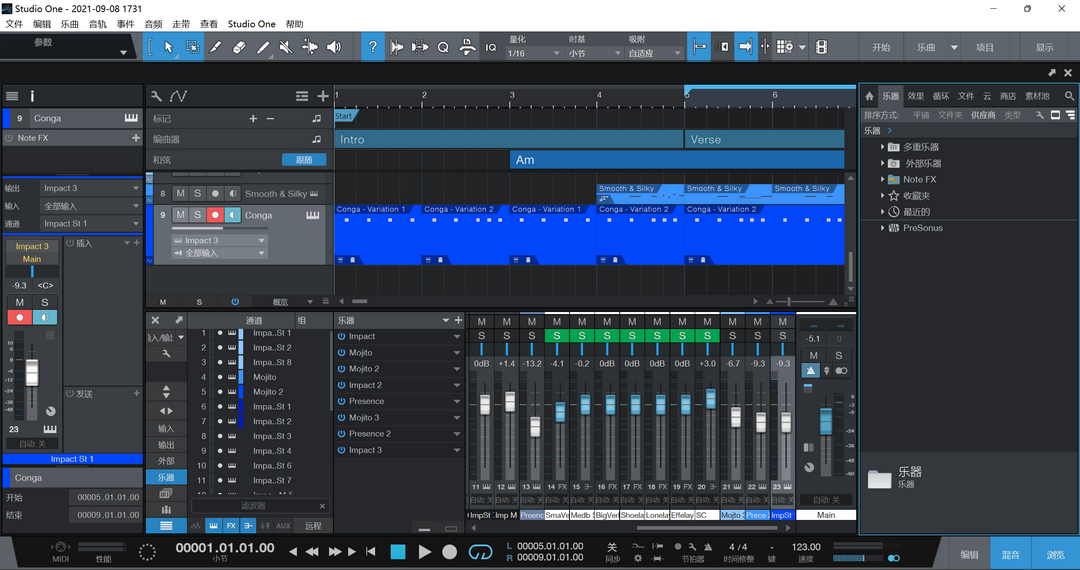 Studio One - 2021-09-08 1731
文件 编辑 乐曲 音轨 事件 音频 走带 查看 Studio One 帮助
参数
IQ
量化
1/16
时基
小节
吸附
自适应
开始 乐曲 项目 显示
9 Conga
Note FX
输出 Impact 3
输入 全部输入
通道 Impact St 1
Impact 3
Main
-9.3 <C>
M S
插入
发送
23
自动: 关
Impact St 1
Conga
开始 00005.01.01.00
结束 00009.01.01.00
标记
编曲器
和弦 跟随
1 2 3 4 5 6
Start
Intro Verse
Am
8 M S Smooth & Silky
9 M S Conga
Impact 3
全部输入
Smooth & Silky Smooth & Silky Smooth & Silky
Conga - Variation 1 Conga - Variation 2 Conga - Variation 1 Conga - Variation 2 Conga - Variation 2
M S 概览
乐器 效果 循环 文件 云 商店 素材池
排序方式: 平铺 文件夹 供应商 类型
乐器
多重乐器
外部乐器
Note FX
收藏夹
最近的
PreSonus
乐器
乐器
通道 组
1 Impa..St 1
2 Impa..St 2
3 Impa..St 8
4 Mojito
5 Mojito 2
6 Impa..St 1
7 Impa..St 2
8 Impa..St 3
9 Impa..St 4
10 Impa..St 6
11 Impa..St 7
输入
输出
外部
乐器
滤波器
FX AUX 远程
乐器
Impact
Mojito
Mojito 2
Impact 2
Presence
Mojito 3
Presence 2
Impact 3
M M M M M M M M M M M M M
S S S S S S S S S S S S S
0dB +1.4 -13.2 -4.1 -0.2 0dB 0dB 0dB 0dB +3.0 -6.7 -9.3 -9.3
-5.1 0
M S
11 12 13 14 FX 15 16 FX 17 FX 18 FX 19 FX 20 21 22 23
自动: 关
ImpSt Imp M Preenc SmaVe Medb BigVerl Shoela Lonela Effelay SC Mojito Prece ImpSt Main
MIDI 性能
00001.01.01.00
小节
L 00005.01.01.00
R 00009.01.01.00
关
同步
节拍器
4 / 4
时间修整
-
键
123.00
速度
编辑 混音 浏览